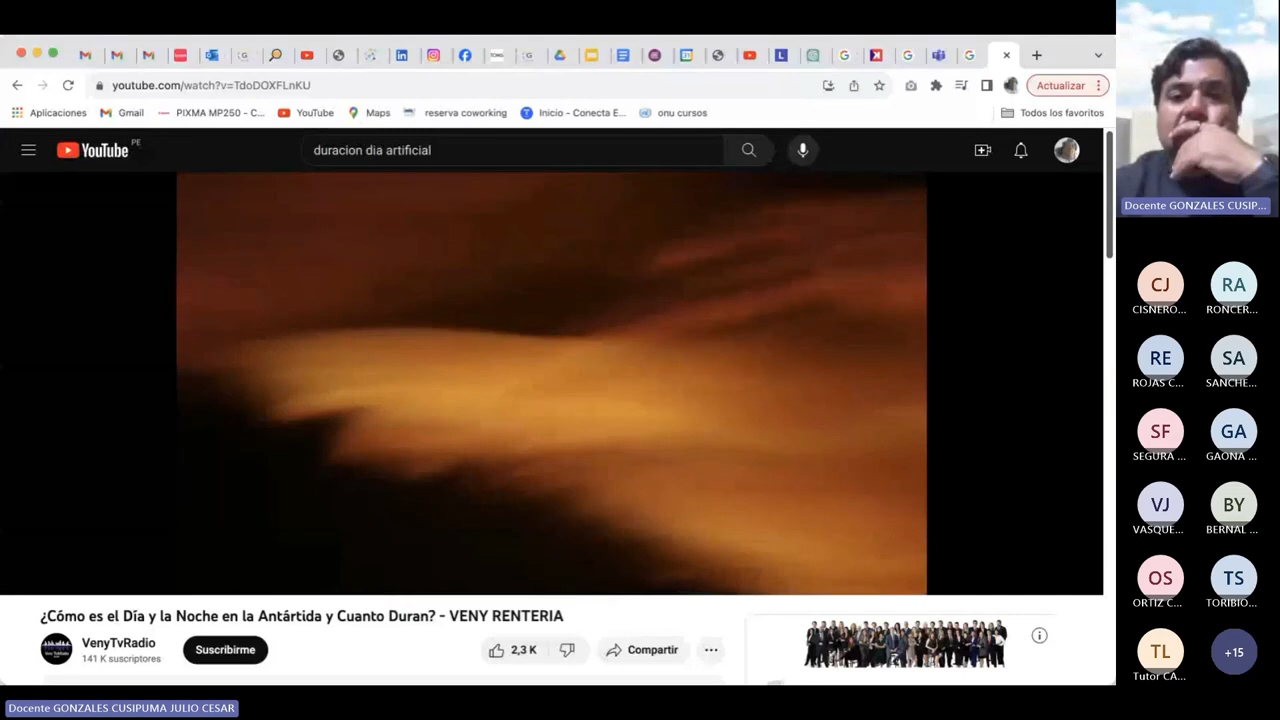 youtube.com/watch?v=TdoDOXFLnKU
Actualizar
Aplicaciones
Gmail
PIXMA MP250 - C...
YouTube
Maps
reserva coworking
Inicio - Conecta E...
onu cursos
Todos los favoritos
YouTube PE
duracion dia artificial
¿Cómo es el Día y la Noche en la Antártida y Cuanto Duran? - VENY RENTERIA
VenyTvRadio
141 K suscriptores
Suscribirme
2,3 K
Compartir
Docente GONZALES CUSIPUMA JULIO CESAR
Docente GONZALES CUSIP...
CJ
CISNERO...
RA
RONCER...
RE
ROJAS C...
SA
SANCHE...
SF
SEGURA ...
GA
GAONA ...
VJ
VASQUE...
BY
BERNAL ...
OS
ORTIZ C...
TS
TORIBIO...
TL
Tutor CA...
+15